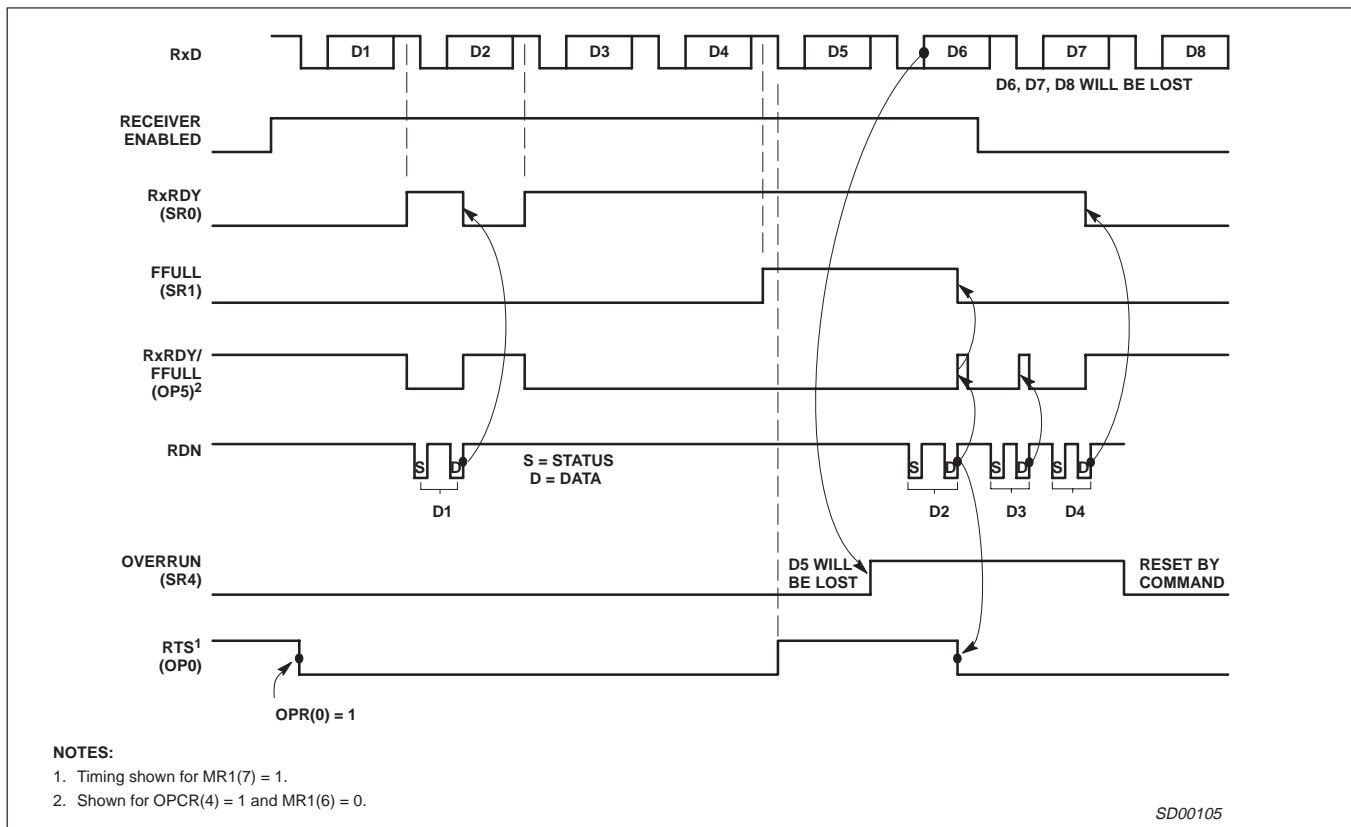 RxD
D1 D2 D3 D4 D5 D6 D7 D8
D6, D7, D8 WILL BE LOST
RECEIVER
ENABLED
RxRDY
(SR0)
FFULL
(SR1)
RxRDY/
FFULL
(OP5)2
RDN
S D
S = STATUS
D = DATA
S D S D S D
D1
D2 D3 D4
OVERRUN
(SR4)
D5 WILL
BE LOST
RESET BY
COMMAND
RTS1
(OP0)
OPR(0) = 1
NOTES:
1. Timing shown for MR1(7) = 1.
2. Shown for OPCR(4) = 1 and MR1(6) = 0.
SD00105